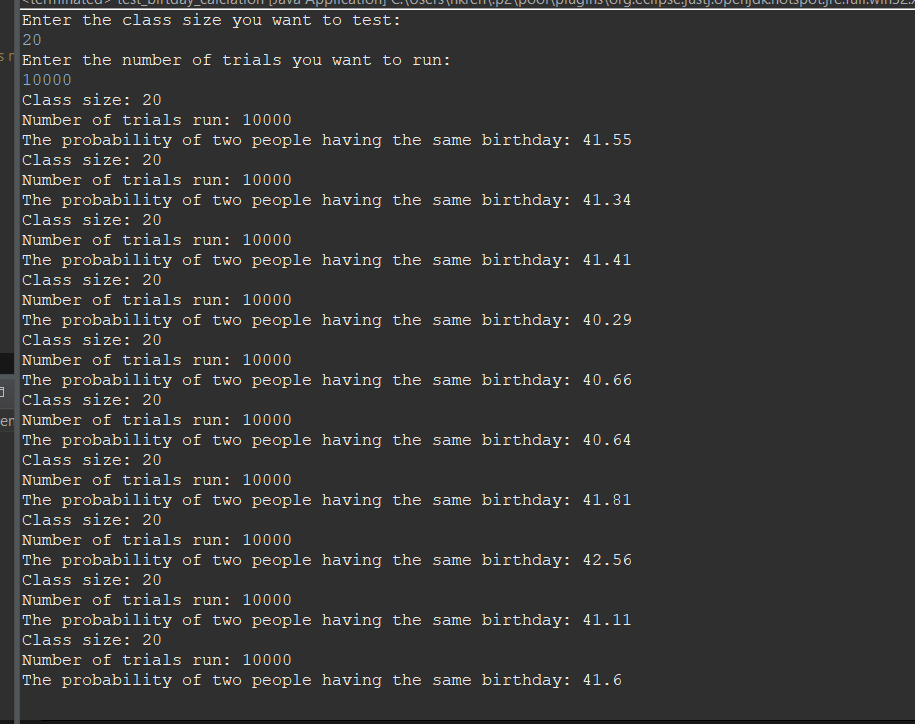 Enter the class size you want to test:
20
Enter the number of trials you want to run:
10000
Class size: 20
Number of trials run: 10000
The probability of two people having the same birthday: 41.55
Class size: 20
Number of trials run: 10000
The probability of two people having the same birthday: 41.34
Class size: 20
Number of trials run: 10000
The probability of two people having the same birthday: 41.41
Class size: 20
Number of trials run: 10000
The probability of two people having the same birthday: 40.29
Class size: 20
Number of trials run: 10000
The probability of two people having the same birthday: 40.66
Class size: 20
Number of trials run: 10000
The probability of two people having the same birthday: 40.64
Class size: 20
Number of trials run: 10000
The probability of two people having the same birthday: 41.81
Class size: 20
Number of trials run: 10000
The probability of two people having the same birthday: 42.56
Class size: 20
Number of trials run: 10000
The probability of two people having the same birthday: 41.11
Class size: 20
Number of trials run: 10000
The probability of two people having the same birthday: 41.6